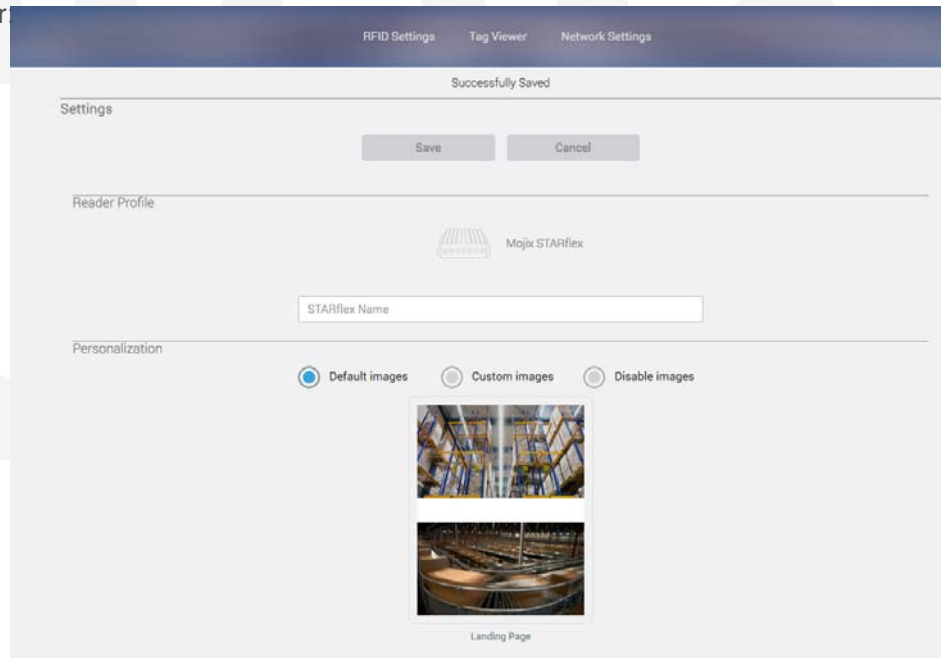 RFID Settings Tag Viewer Network Settings
Successfully Saved
Settings
Save Cancel
Reader Profile
Mojix STARflex
STARflex Name
Personalization
Default images Custom images Disable images
Landing Page